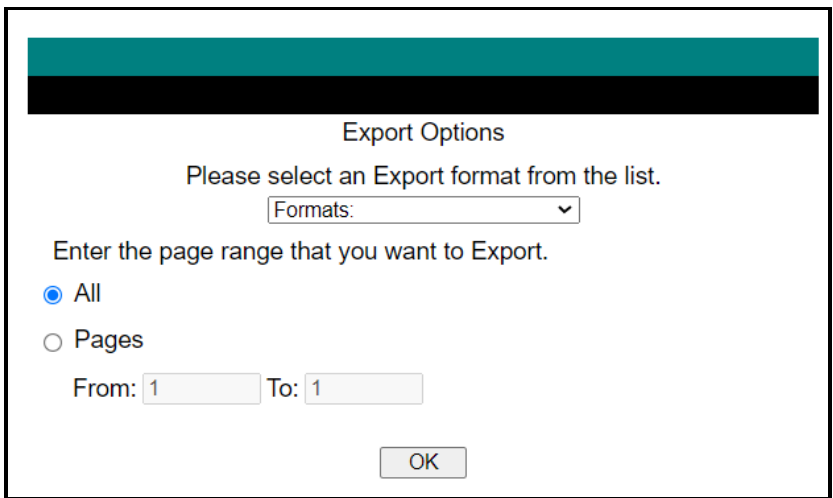 Export Options
Please select an Export format from the list.
Formats:
Enter the page range that you want to Export.
All
Pages
From: 1 To: 1
OK